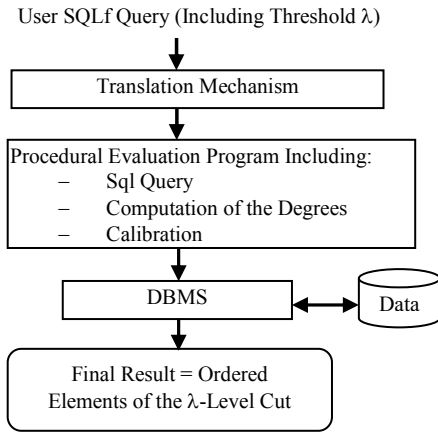 User SQLf Query (Including Threshold λ)
Translation Mechanism
Procedural Evaluation Program Including:
– Sql Query
– Computation of the Degrees
– Calibration
DBMS
Data
Final Result = Ordered
Elements of the λ-Level Cut